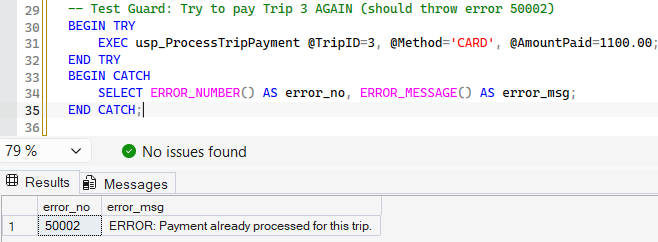 29 -- Test Guard: Try to pay Trip 3 AGAIN (should throw error 50002)
30 BEGIN TRY
31 EXEC usp_ProcessTripPayment @TripID=3, @Method='CARD', @AmountPaid=1100.00;
32 END TRY
33 BEGIN CATCH
34 SELECT ERROR_NUMBER() AS error_no, ERROR_MESSAGE() AS error_msg;
35 END CATCH;
36
79 % No issues found
Results Messages
error_no error_msg
1 50002 ERROR: Payment already processed for this trip.